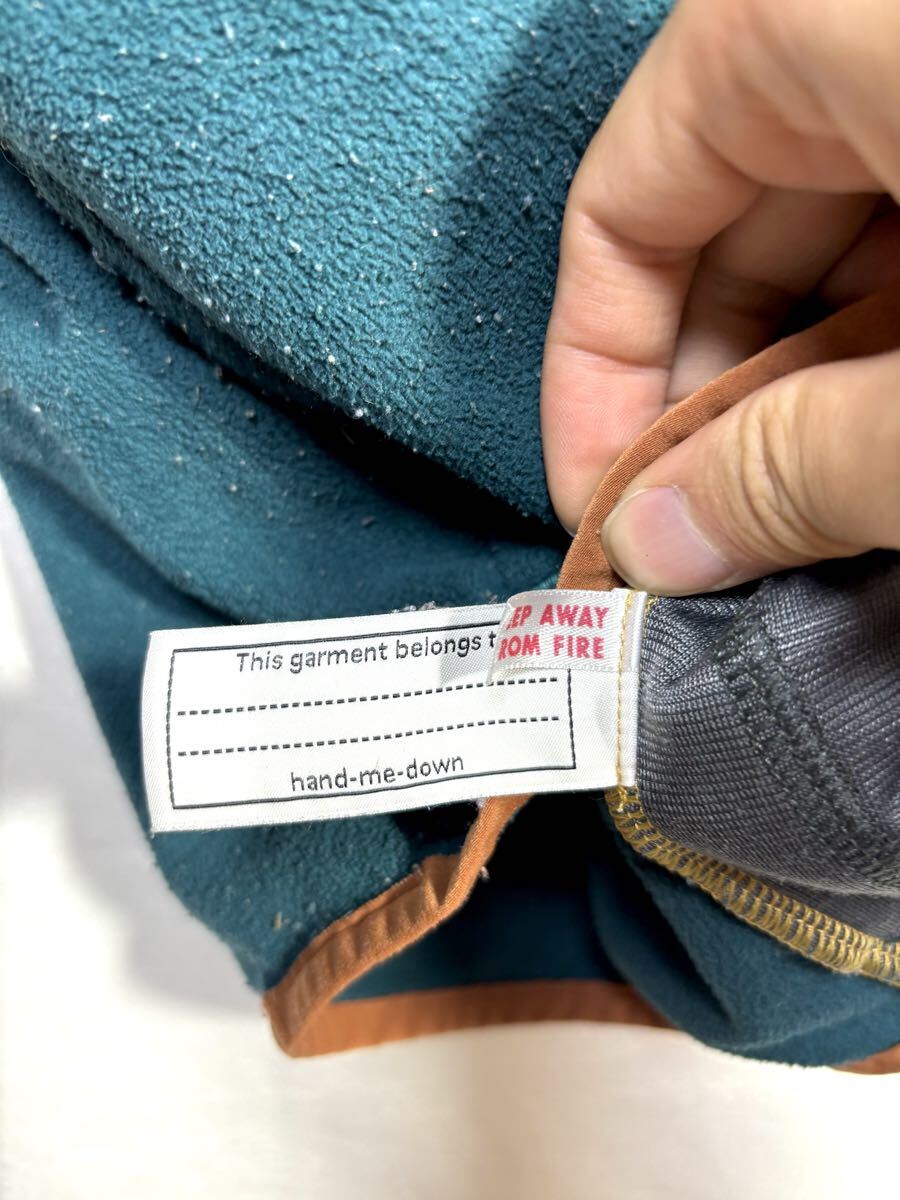 This garment belongs t
EP AWAY
ROM FIRE
hand-me-down